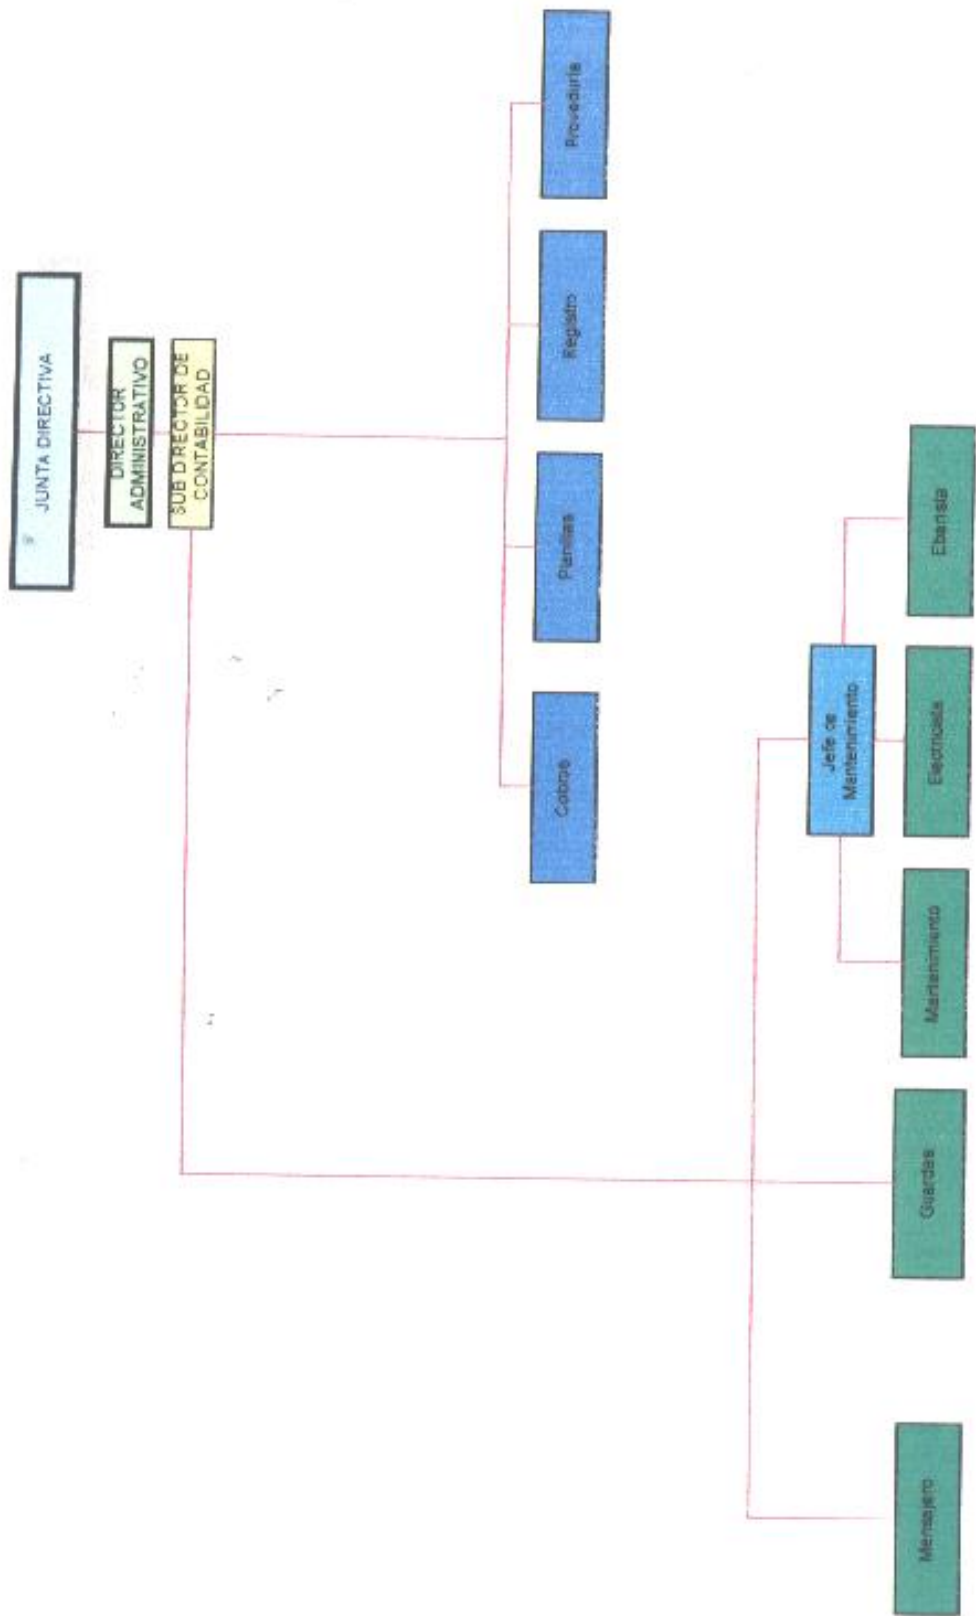 JUNTA DIRECTIVA
DIRECTOR
ADMINISTRATIVO
SUB DIRECTOR DE
CONTABILIDAD
Cobros
Planillas
Registro
Proveduria
Jefe de
Mantenimiento
Mensajero
Guardas
Mantenimiento
Electricista
Ebanista